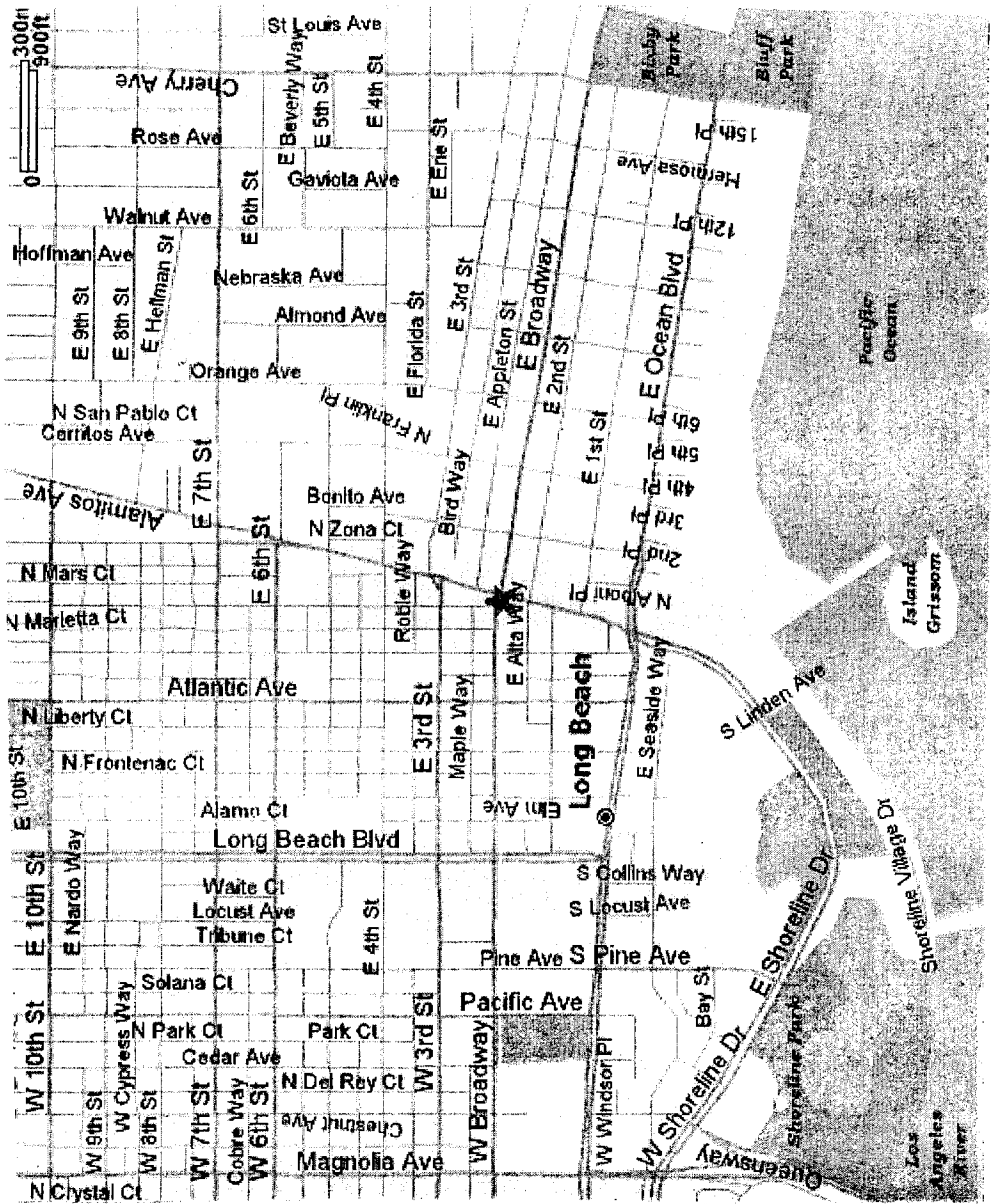 300m
900ft
0
St Louis Ave
Cherry Ave
Rose Ave
E Beverly Way
E 5th St
E 4th St
Gaviota Ave
E Erie St
Walnut Ave
E 6th St
Hoffman Ave
E 9th St
E 8th St
E Hellman St
Nebraska Ave
Almond Ave
E Florida St
E 3rd St
E Appleton St
E Broadway
E 2nd St
Orange Ave
N Franklin Pl
N San Pablo Ct
Cerritos Ave
Alamitos Ave
E 7th St
E 6th St
Bonito Ave
N Zona Ct
Bird Way
E 1st St
E Ocean Blvd
Bixby
Park
Bluff
Park
15th Pl
Hermosa Ave
12th Pl
6th Pl
5th Pl
4th Pl
3rd Pl
2nd Pl
N Alboni Pl
Pacific
Ocean
Island
Grissom
N Mars Ct
N Marietta Ct
Roble Way
E Alta Way
Atlantic Ave
N Liberty Ct
E 10th St
N Frontenac Ct
E 3rd St
Maple Way
Long Beach
E Seaside Way
S Linden Ave
Alamo Ct
Elm Ave
Long Beach Blvd
E 10th St
E Nardo Way
Waite Ct
Locust Ave
Tribune Ct
E 4th St
S Collins Way
S Locust Ave
Pine Ave
S Pine Ave
E Shoreline Dr
Shoreline Village Dr
Solana Ct
Pacific Ave
Bay St
W 10th St
W Cypress Way
N Park Ct
Park Ct
Cedar Ave
W 3rd St
W Broadway
W Windsor Pl
W Shoreline Dr
Shoreline Park
N Del Rey Ct
W 9th St
W 8th St
W 7th St
Cobre Way
W 6th St
Chestnut Ave
Magnolia Ave
Queensway
Los
Angeles
River
N Crystal Ct